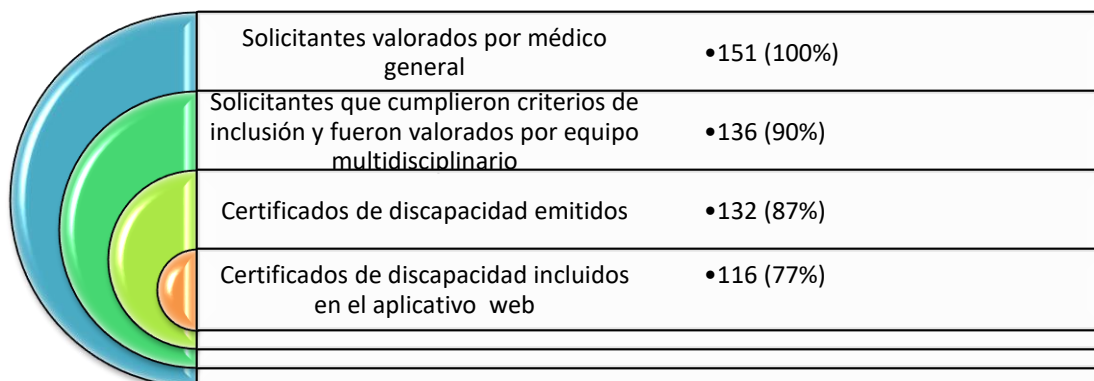 Solicitantes valorados por médico
general
•151 (100%)
Solicitantes que cumplieron criterios de
inclusión y fueron valorados por equipo
multidisciplinario
•136 (90%)
Certificados de discapacidad emitidos
•132 (87%)
Certificados de discapacidad incluidos
en el aplicativo web
•116 (77%)